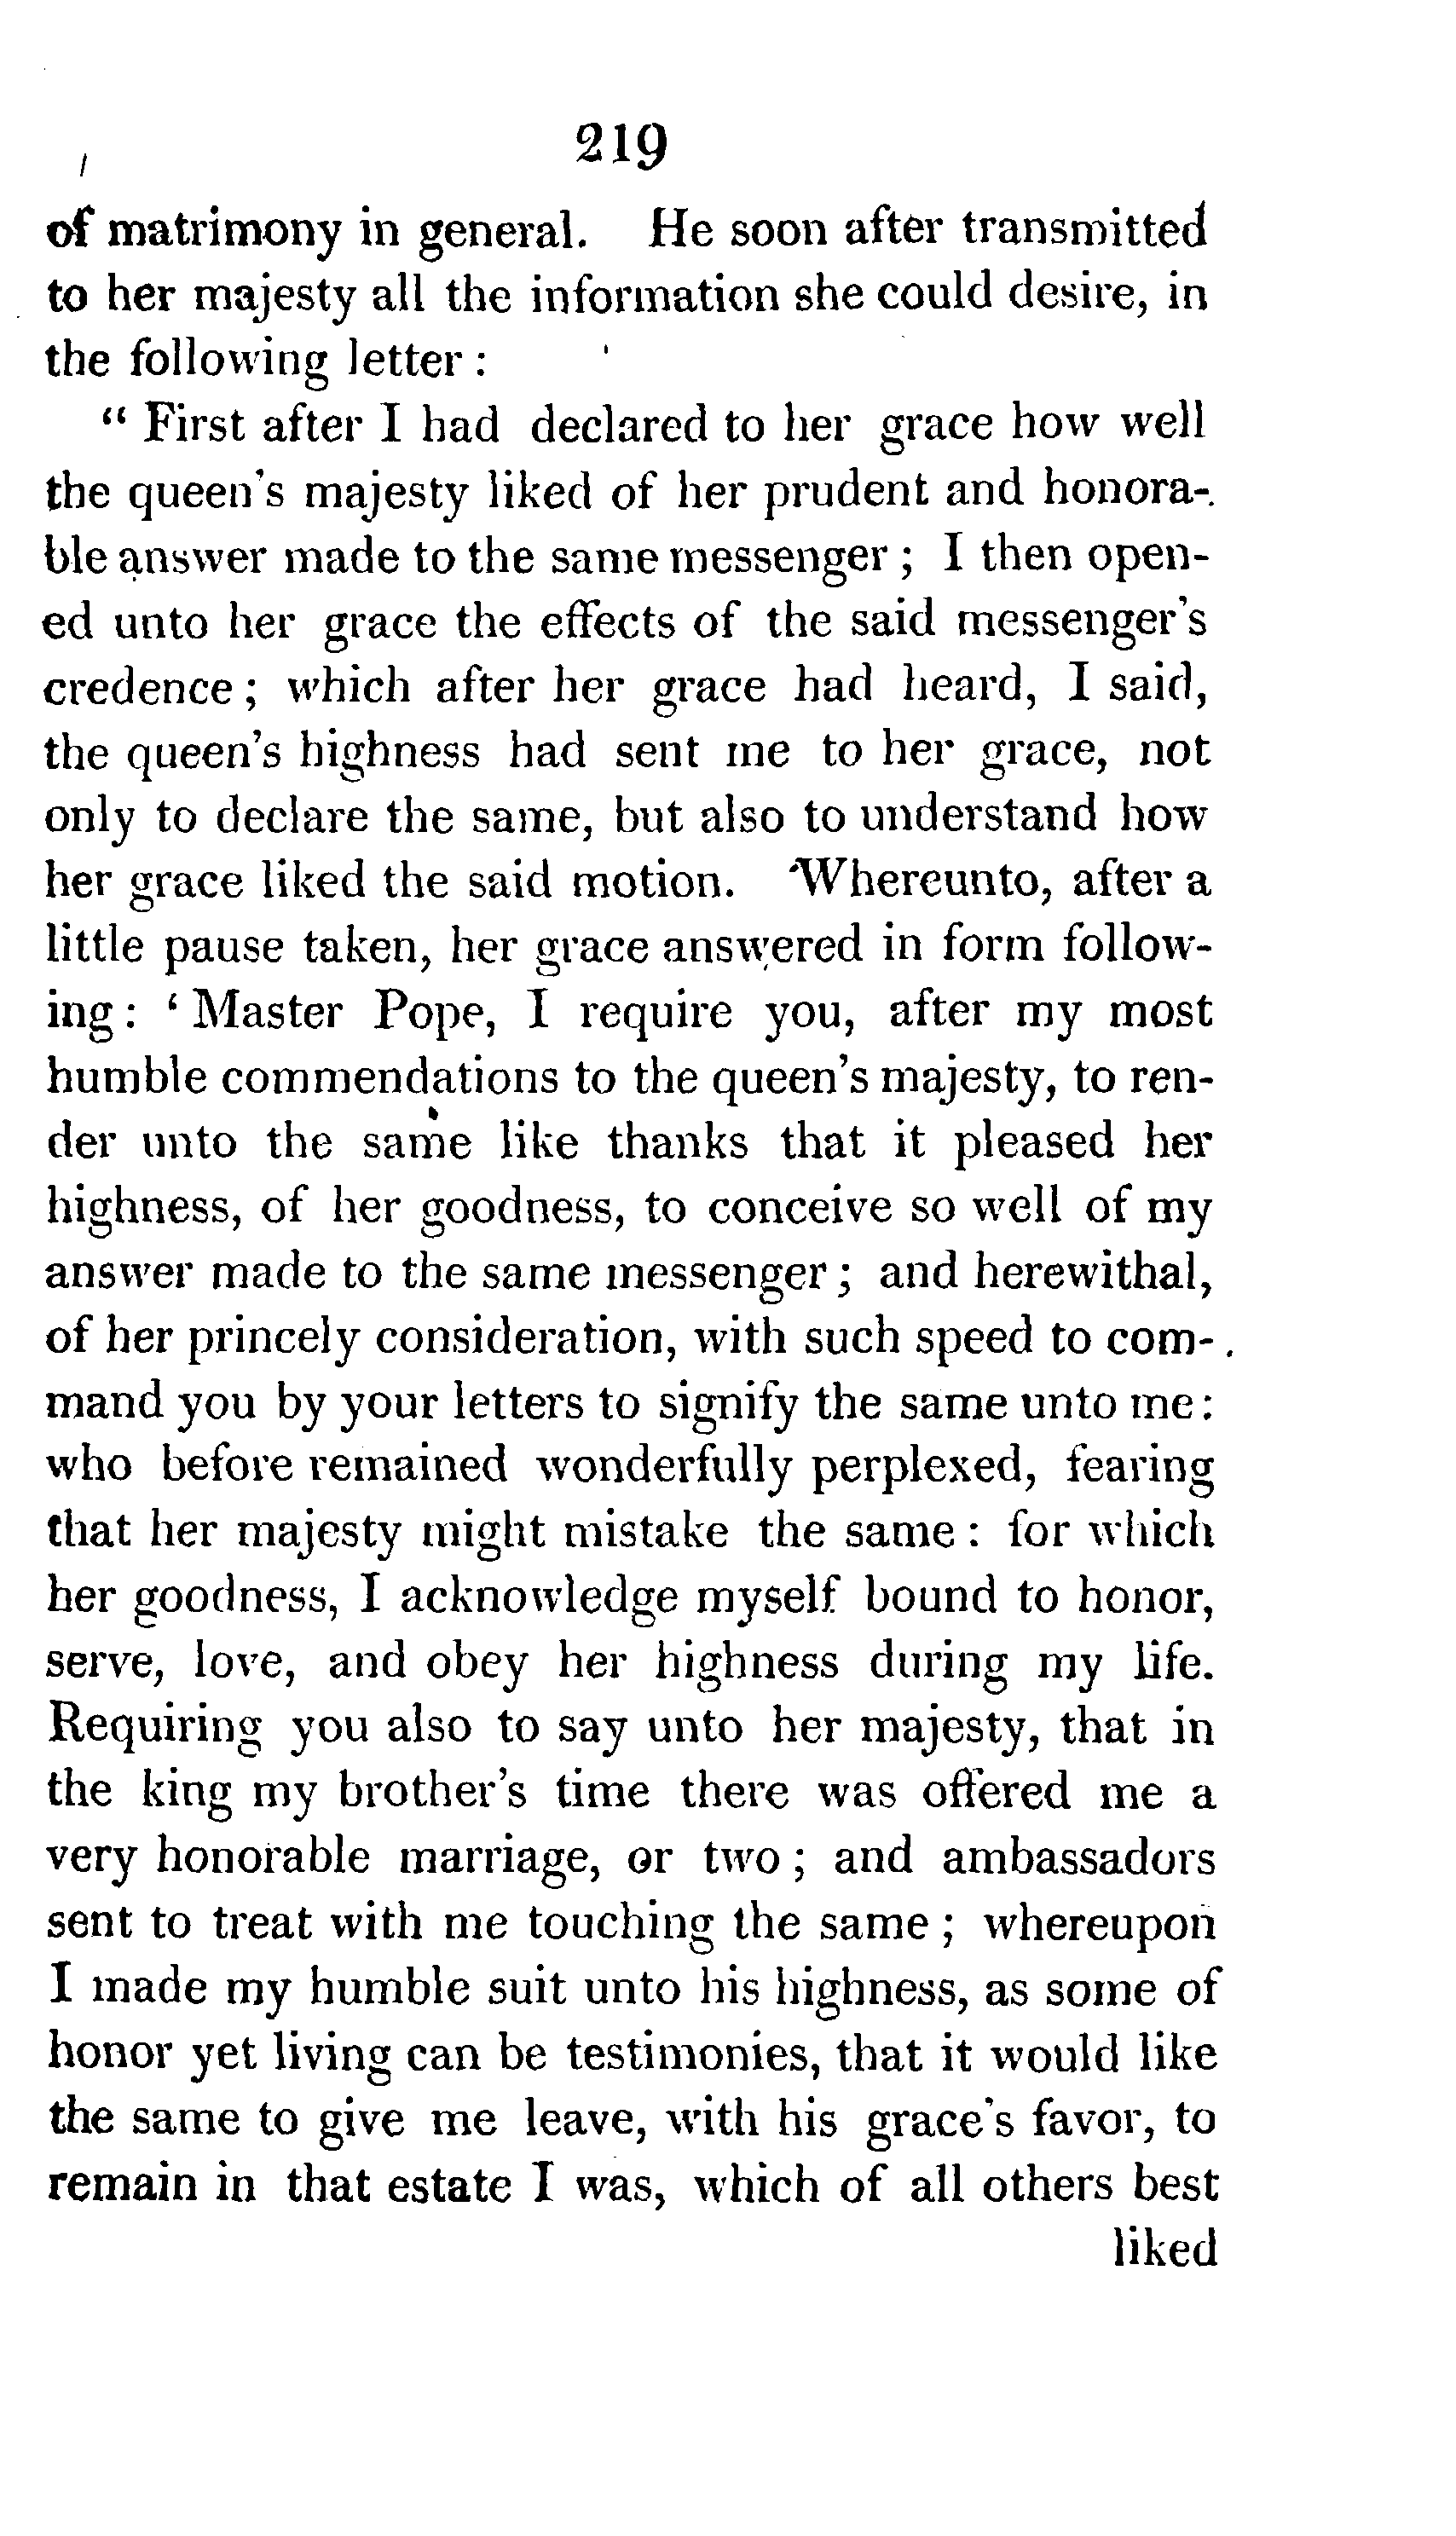 219
of matrimony in general. He soon after transmitted
to her majesty all the information she could desire, in
the following letter :
“ First after I had declared to her grace how well
the queen's majesty liked of her prudent and honora-
ble answer made to the same messenger ; I then open-
ed unto her grace the effects of the said messenger's
credence ; which after her grace had heard, I said,
the queen's highness had sent me to her grace, not
only to declare the same, but also to understand how
her grace liked the said motion. Whereunto, after a
little pause taken, her grace answered in form follow-
ing : ‘ Master Pope, I require you, after my most
humble commendations to the queen's majesty, to ren-
der unto the same like thanks that it pleased her
highness, of her goodness, to conceive so well of my
answer made to the same messenger ; and herewithal,
of her princely consideration, with such speed to com-
mand you by your letters to signify the same unto me :
who before remained wonderfully perplexed, fearing
that her majesty might mistake the same : for which
her goodness, I acknowledge myself bound to honor,
serve, love, and obey her highness during my life.
Requiring you also to say unto her majesty, that in
the king my brother's time there was offered me a
very honorable marriage, or two ; and ambassadors
sent to treat with me touching the same ; whereupon
I made my humble suit unto his highness, as some of
honor yet living can be testimonies, that it would like
the same to give me leave, with his grace's favor, to
remain in that estate I was, which of all others best
liked